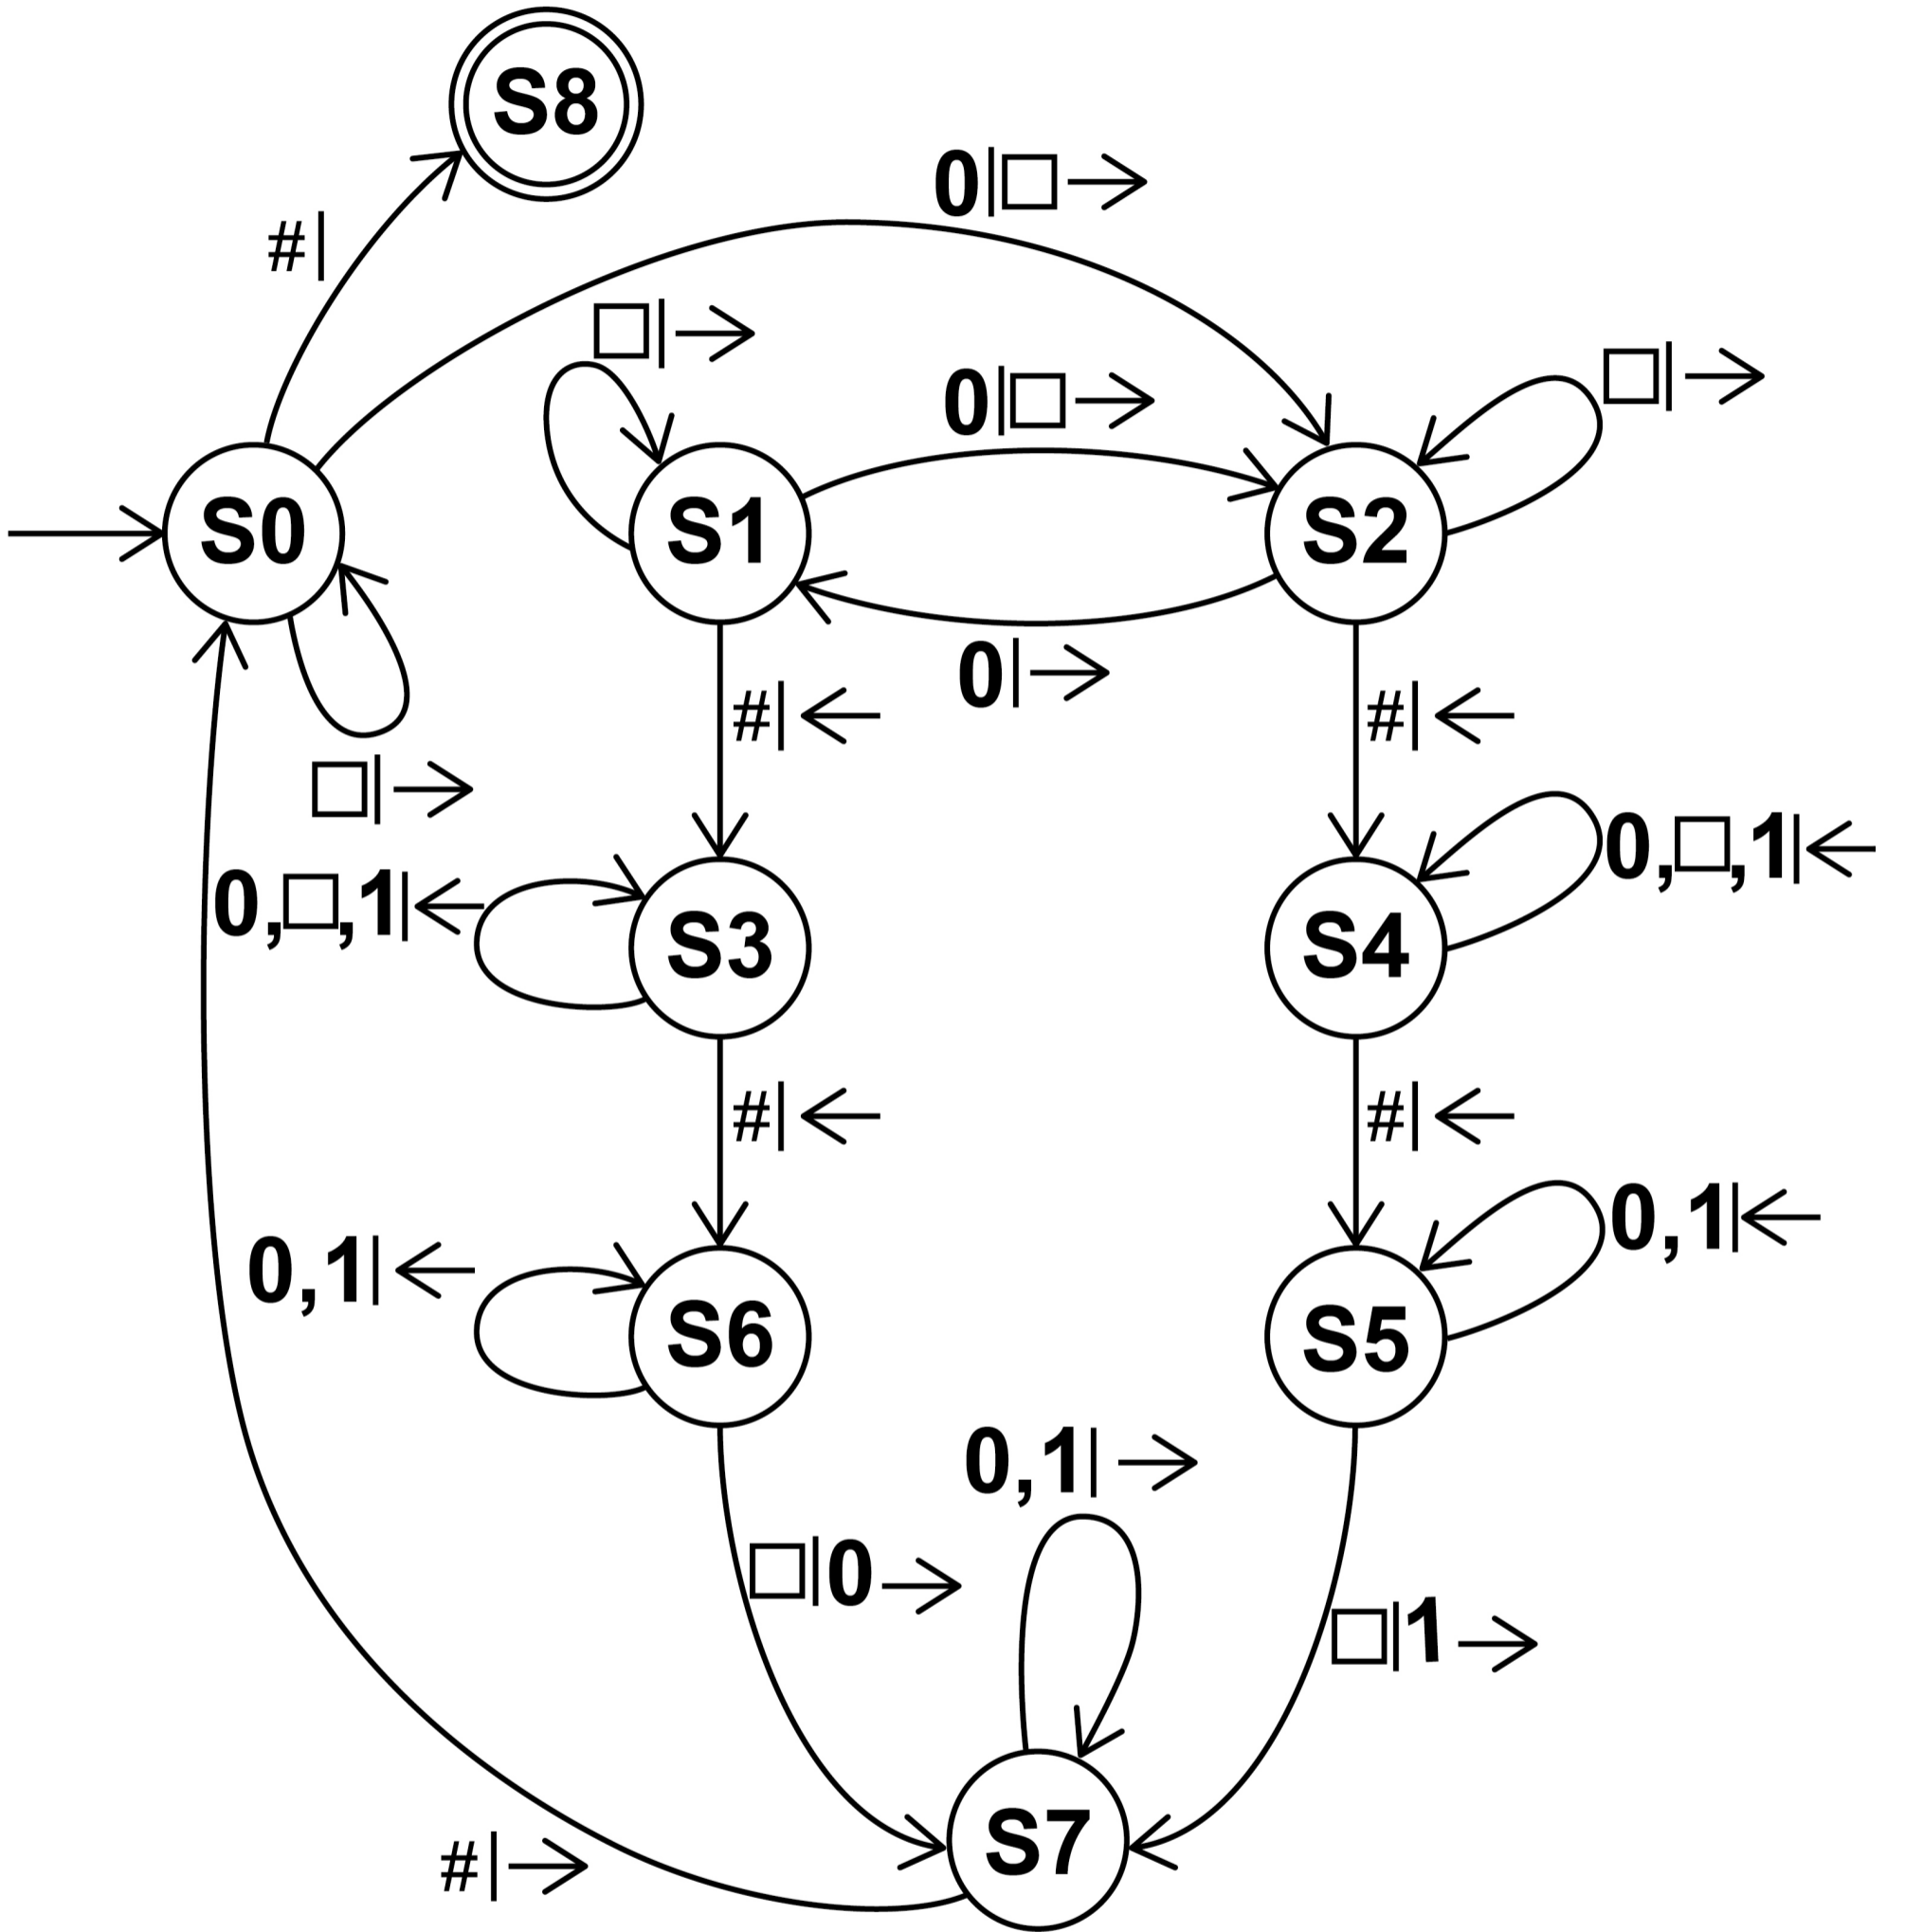 S8
0|□→
#|
□|→
□|→
0|□→
S0
S1
S2
0|→
#|←
#|←
□|→
0,□,1|←
0,□,1|←
S3
S4
#|←
#|←
0,1|←
0,1|←
S6
S5
0,1|→
□|0→
□|1→
S7
#|→